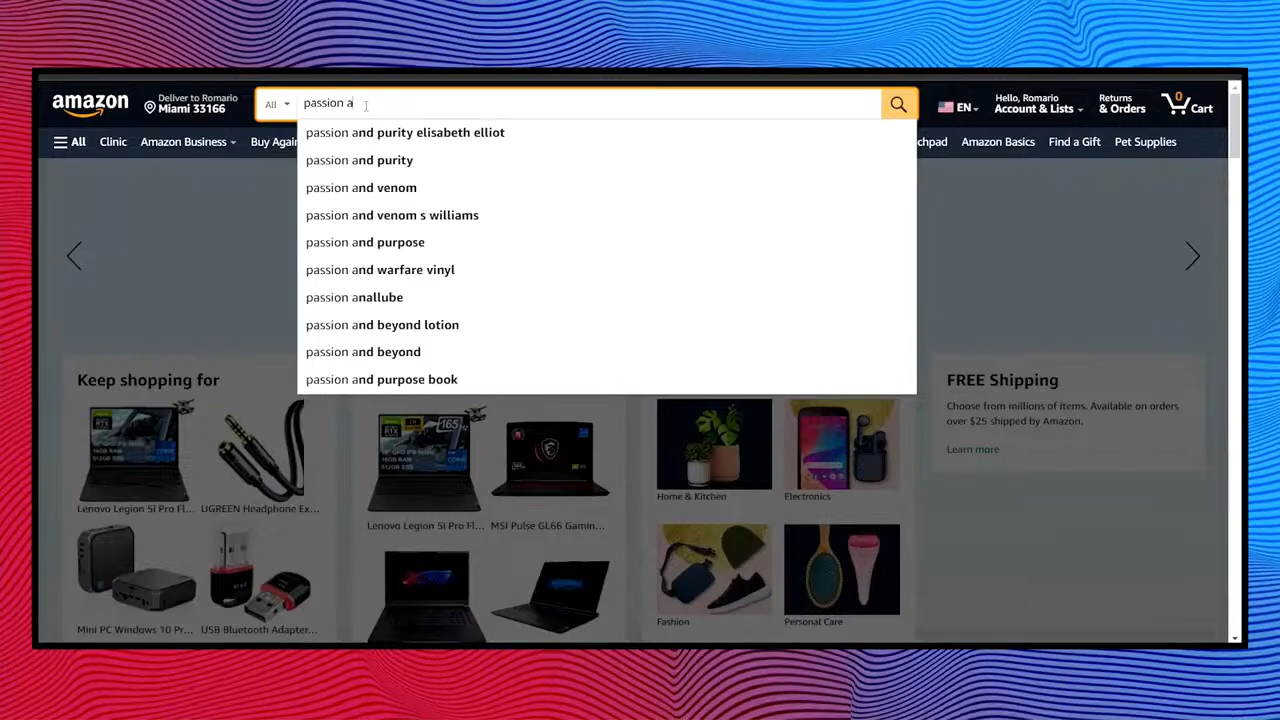 amazon
Deliver to Romario
Miami 33166
All
passion a
EN
Hello, Romario
Account & Lists
Returns
& Orders
0
Cart
All
Clinic
Amazon Business
Buy Again
chpad
Amazon Basics
Find a Gift
Pet Supplies
passion and purity elisabeth elliot
passion and purity
passion and venom
passion and venom s williams
passion and purpose
passion and warfare vinyl
passion anallube
passion and beyond lotion
passion and beyond
passion and purpose book
Keep shopping for
Lenovo Legion 5i Pro Fl...
UGREEN Headphone Ex...
Mini PC Windows 10 Pr...
USB Bluetooth Adapter...
165Hz
Lenovo Legion 5i Pro Fl...
MSI Pulse GL66 Gamin...
Home & Kitchen
Electronics
Fashion
Personal Care
FREE Shipping
Choose from millions of items. Available on orders
over $25 shipped by Amazon.
Learn more